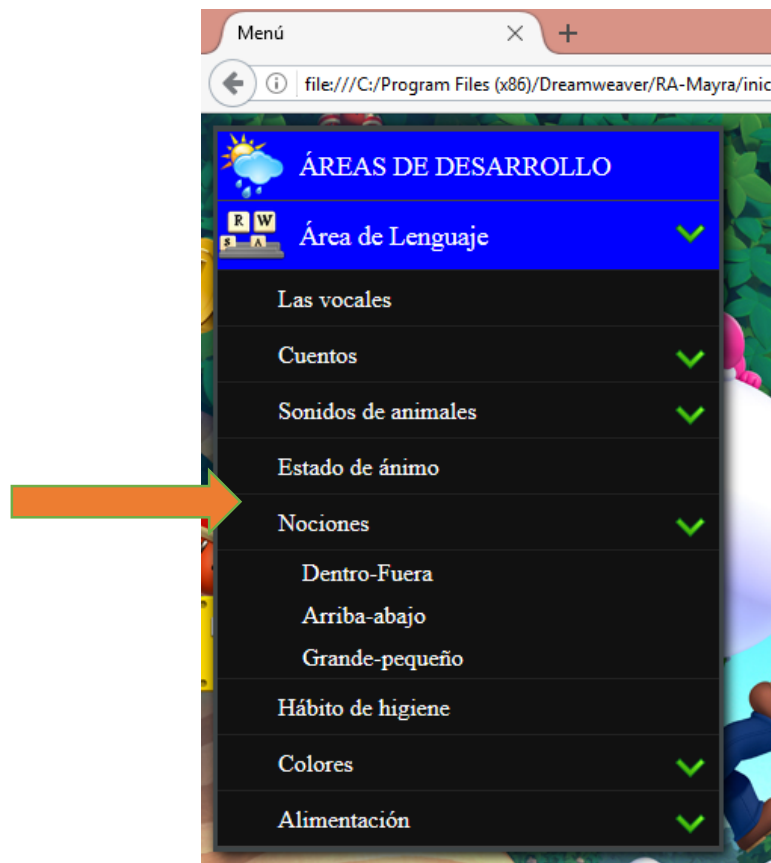 Menú
file:///C:/Program Files (x86)/Dreamweaver/RA-Mayra/inic
ÁREAS DE DESARROLLO
R W
S A
Área de Lenguaje
Las vocales
Cuentos
Sonidos de animales
Estado de ánimo
Nociones
Dentro-Fuera
Arriba-abajo
Grande-pequeño
Hábito de higiene
Colores
Alimentación